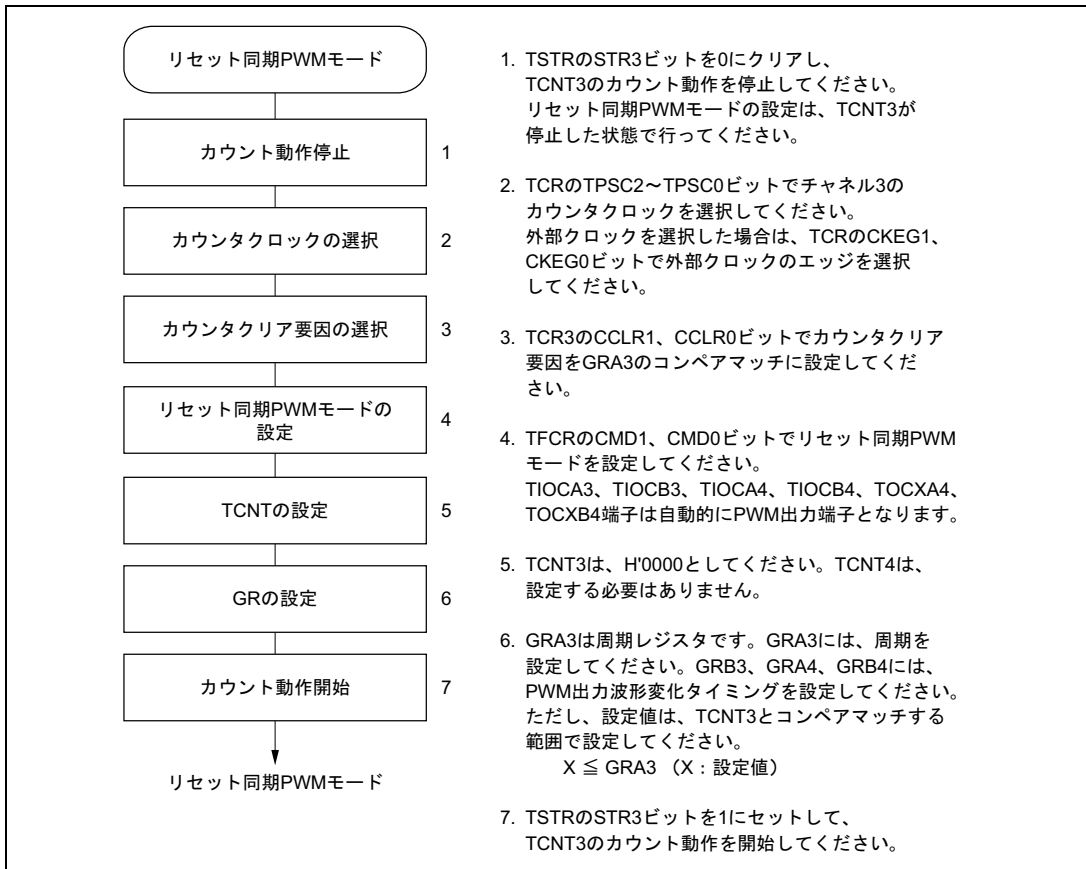 リセット同期PWMモード
カウント動作停止
1
カウンタクロックの選択
2
カウンタクリア要因の選択
3
リセット同期PWMモードの
設定
4
TCNTの設定
5
GRの設定
6
カウント動作開始
7
リセット同期PWMモード
1. TSTRのSTR3ビットを0にクリアし、
TCNT3のカウント動作を停止してください。
リセット同期PWMモードの設定は、TCNT3が
停止した状態で行ってください。
2. TCRのTPSC2～TPSC0ビットでチャネル3の
カウンタクロックを選択してください。
外部クロックを選択した場合は、TCRのCKEG1、
CKEG0ビットで外部クロックのエッジを選択
してください。
3. TCR3のCCLR1、CCLR0ビットでカウンタクリア
要因をGRA3のコンペアマッチに設定してくだ
さい。
4. TFCRのCMD1、CMD0ビットでリセット同期PWM
モードを設定してください。
TIOCA3、TIOCB3、TIOCA4、TIOCB4、TOCXA4、
TOCXB4端子は自動的にPWM出力端子となります。
5. TCNT3は、H'0000としてください。TCNT4は、
設定する必要はありません。
6. GRA3は周期レジスタです。GRA3には、周期を
設定してください。GRB3、GRA4、GRB4には、
PWM出力波形変化タイミングを設定してください。
ただし、設定値は、TCNT3とコンペアマッチする
範囲で設定してください。
X ≦ GRA3 （X：設定値）
7. TSTRのSTR3ビットを1にセットして、
TCNT3のカウント動作を開始してください。